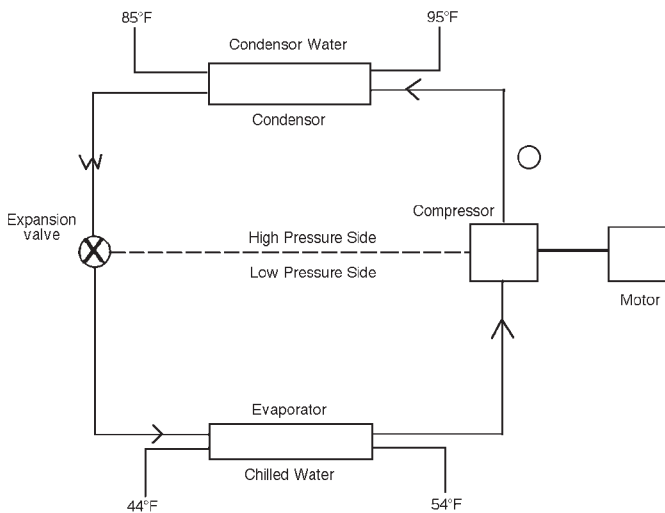 85°F
95°F
Condensor Water
Condensor
Compressor
Expansion
valve
High Pressure Side
Low Pressure Side
Motor
Evaporator
Chilled Water
44°F
54°F